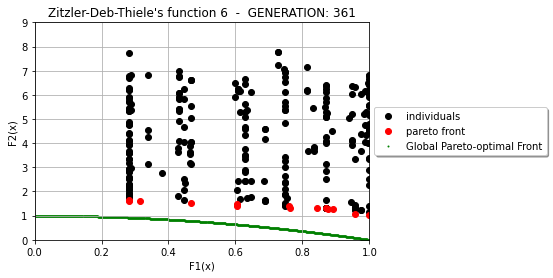 Zitzler-Deb-Thiele's function 6 - GENERATION: 361
F2(x)
9
8
7
6
5
4
3
2
1
0
0.0 0.2 0.4 0.6 0.8 1.0
F1(x)
individuals
pareto front
Global Pareto-optimal Front